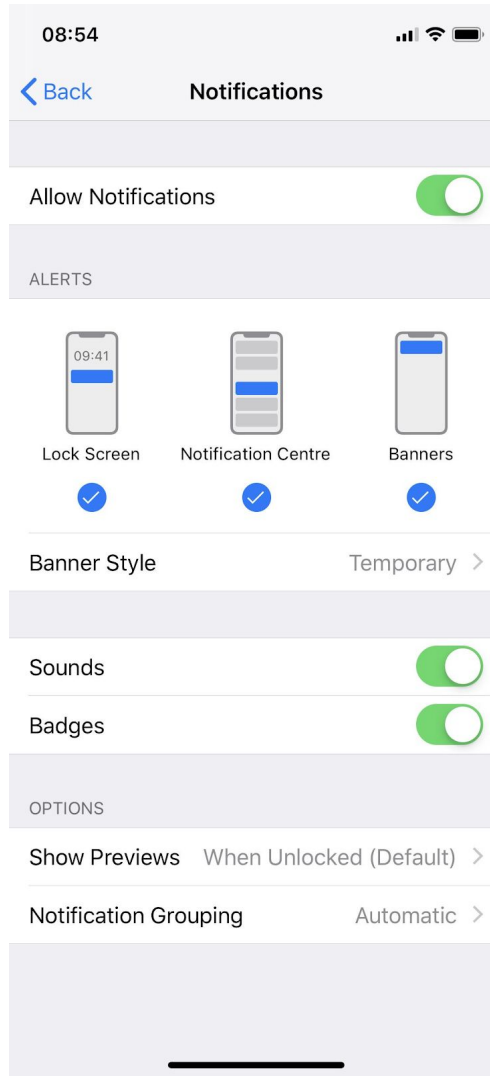 08:54
Back Notifications
Allow Notifications
ALERTS
09:41
Lock Screen Notification Centre Banners
Banner Style Temporary
Sounds
Badges
OPTIONS
Show Previews When Unlocked (Default)
Notification Grouping Automatic